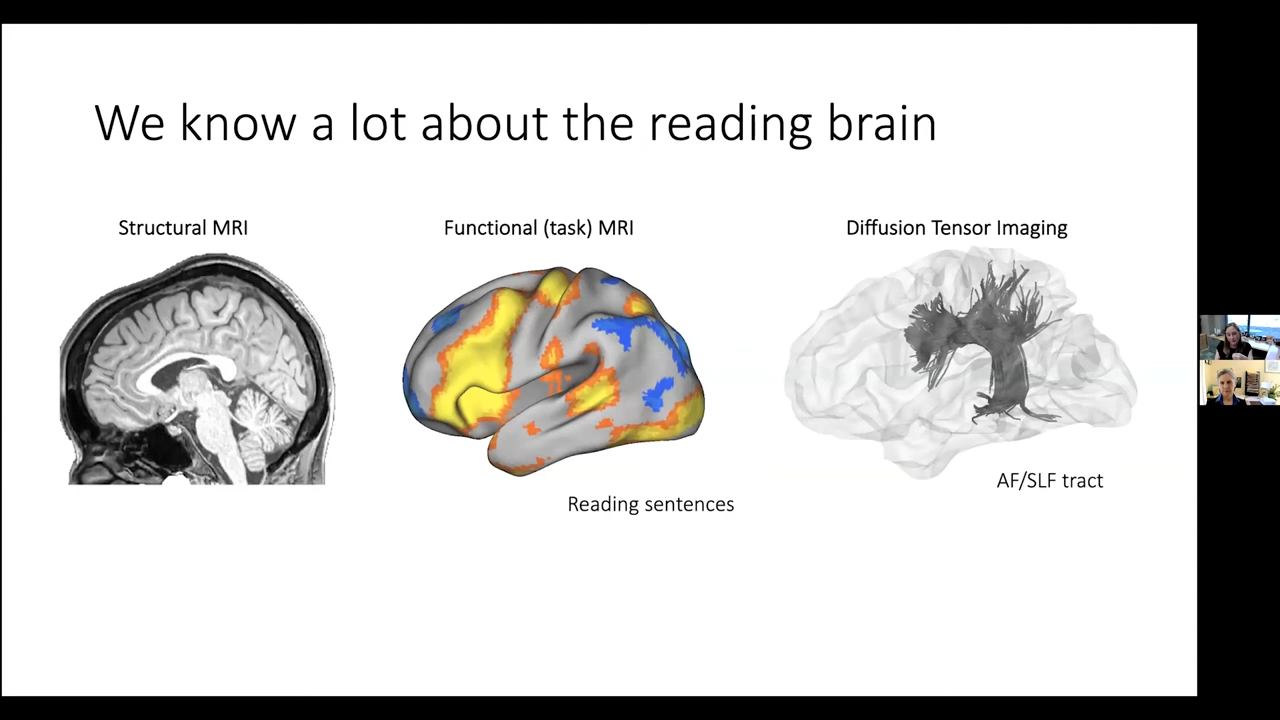 We know a lot about the reading brain
Structural MRI
Functional (task) MRI
Diffusion Tensor Imaging
Reading sentences
AF/SLF tract